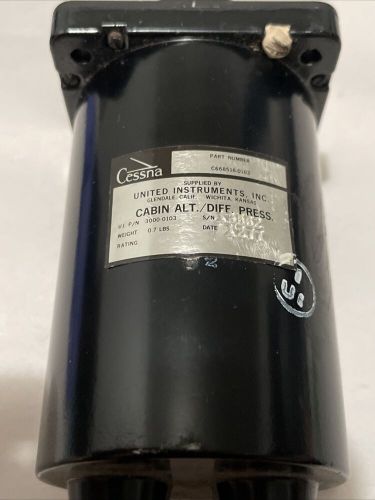 Cessna
PART NUMBER
C668516-0103
SUPPLIED BY
UNITED INSTRUMENTS, INC.
GLENDALE, CALIF. WICHITA, KANSAS
CABIN ALT./DIFF. PRESS.
U.I. P/N 3000-0103 S/N
WEIGHT 0.7 LBS DATE
RATING
2
U.I.